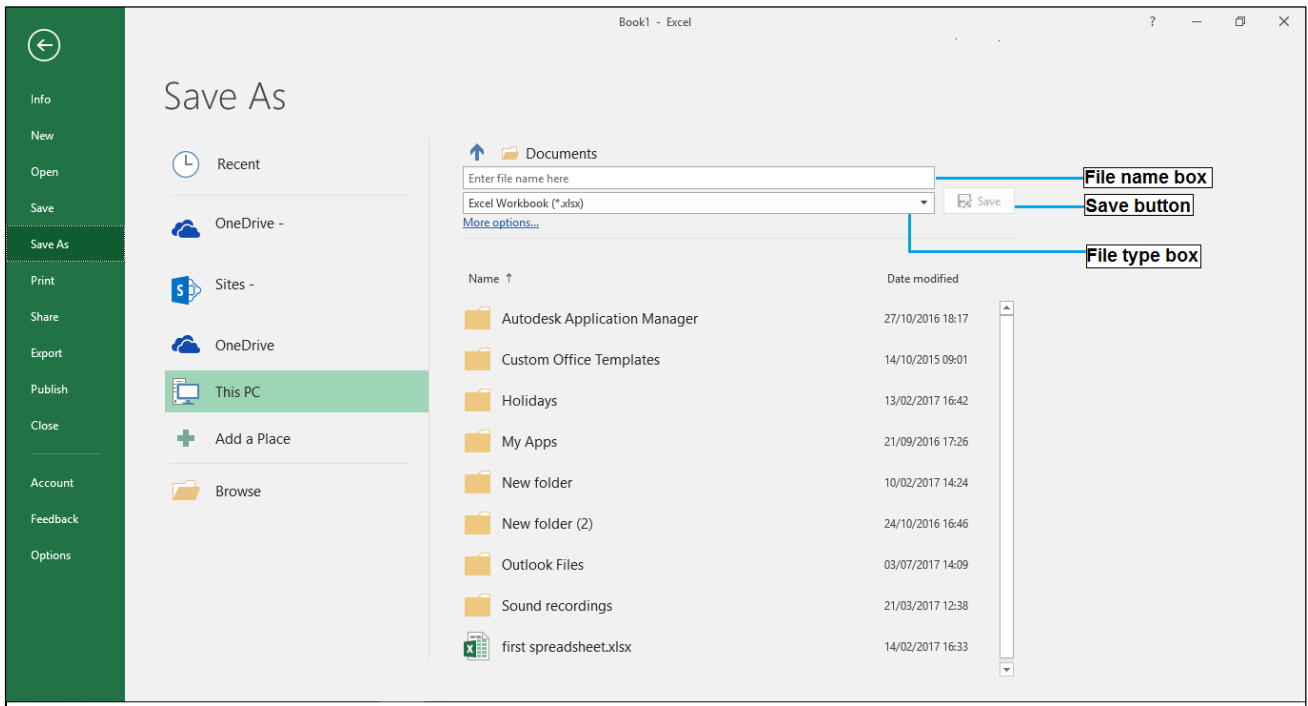 Book1 - Excel
?
Info
New
Open
Save
Save As
Print
Share
Export
Publish
Close
Account
Feedback
Options
Save As
Recent
OneDrive -
Sites -
OneDrive
This PC
Add a Place
Browse
Documents
Enter file name here
Excel Workbook (*.xlsx)
Save
More options...
File name box
Save button
File type box
Name ↑ Date modified
Autodesk Application Manager 27/10/2016 18:17
Custom Office Templates 14/10/2015 09:01
Holidays 13/02/2017 16:42
My Apps 21/09/2016 17:26
New folder 10/02/2017 14:24
New folder (2) 24/10/2016 16:46
Outlook Files 03/07/2017 14:09
Sound recordings 21/03/2017 12:38
first spreadsheet.xlsx 14/02/2017 16:33